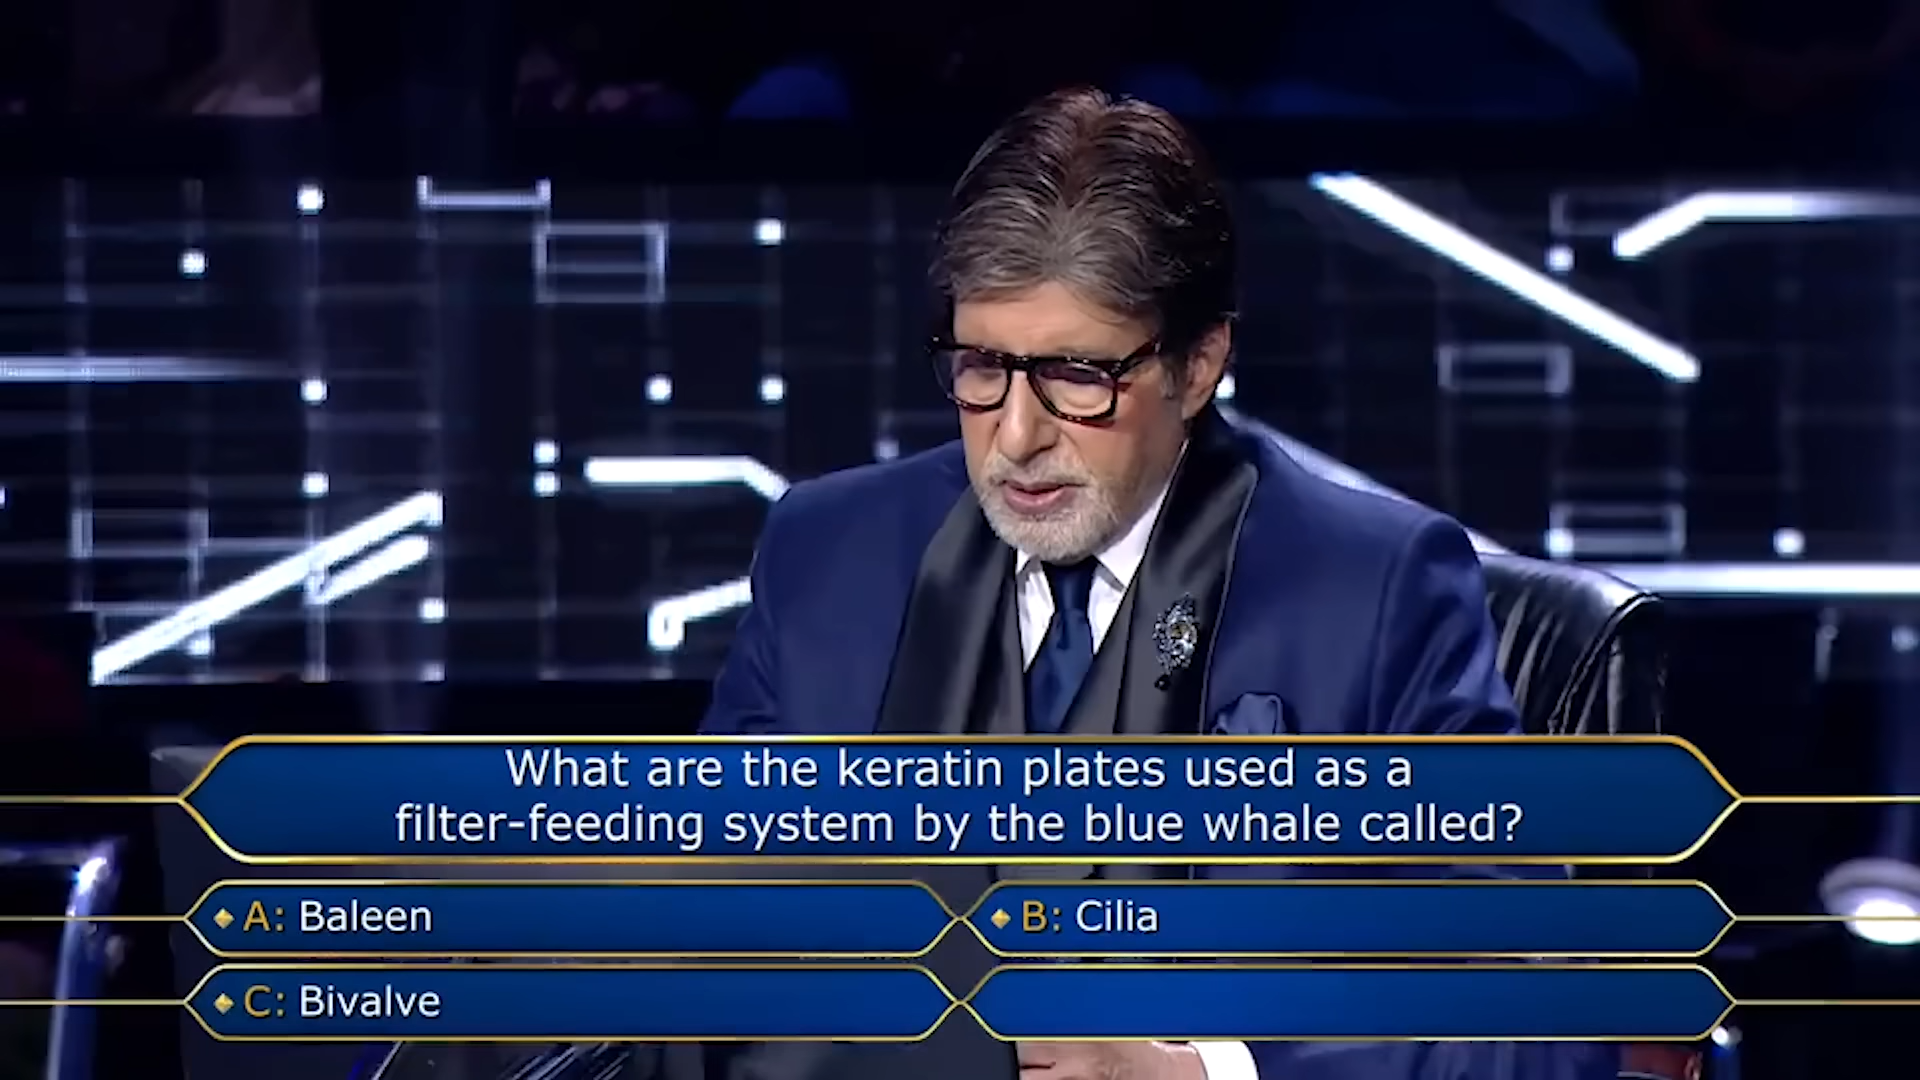 What are the keratin plates used as a
filter-feeding system by the blue whale called?
A: Baleen
B: Cilia
C: Bivalve